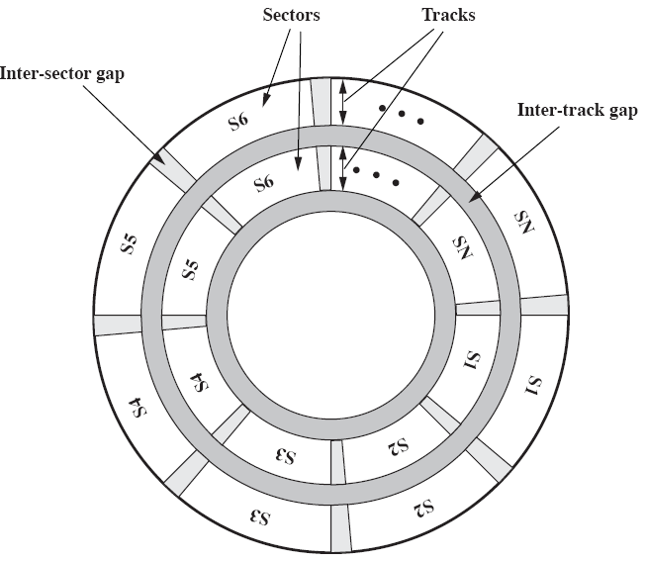 Sectors
Tracks
Inter-sector gap
Inter-track gap
S6
• • •
SN
S6
• • •
SN
S5
S5
S4
S1
S4
S1
S3
S2
S3
S2